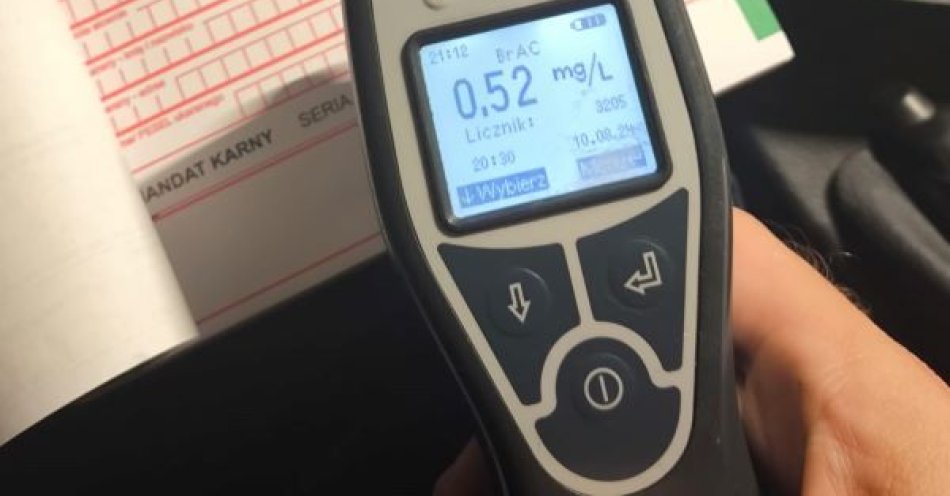 21:12
BrAC
0.52 mg/L
Licznik: 3205
20:30 10.08.24
↓Wybierz
MANDAT KARNY SERIA